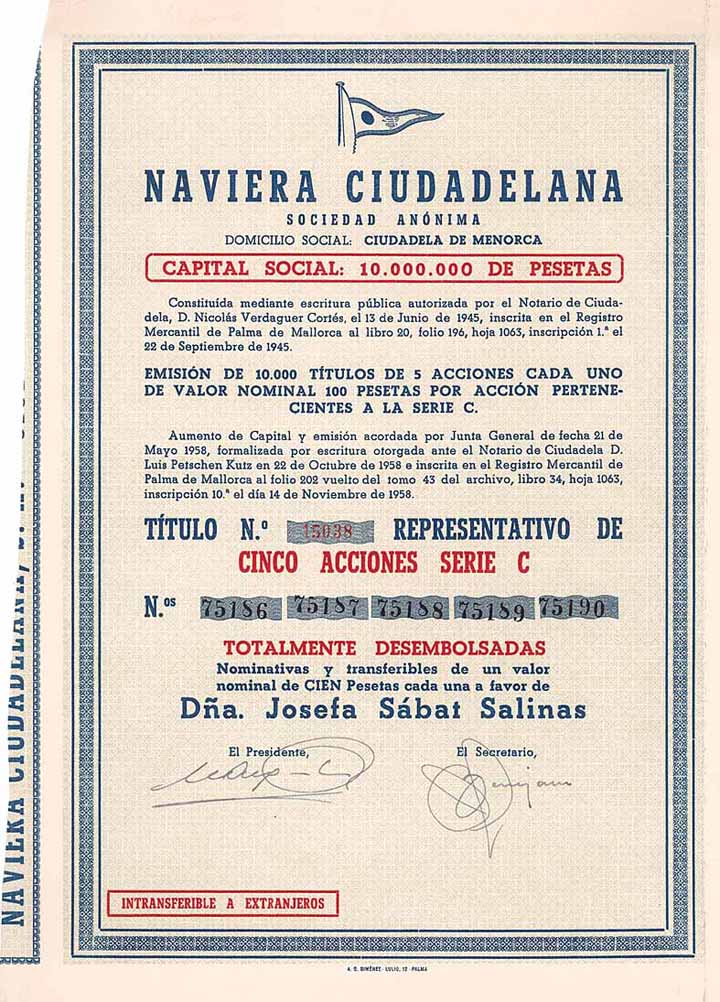 NAVIERA CIUDADELANA
SOCIEDAD ANÓNIMA
DOMICILIO SOCIAL: CIUDADELA DE MENORCA
CAPITAL SOCIAL: 10.000.000 DE PESETAS
Constituída mediante escritura pública autorizada por el Notario de Ciuda-
dela, D. Nicolás Verdaguer Cortés, el 13 de Junio de 1945, inscrita en el Registro
Mercantil de Palma de Mallorca al libro 20, folio 196, hoja 1063, inscripción 1.ª el
22 de Septiembre de 1945.
EMISIÓN DE 10.000 TÍTULOS DE 5 ACCIONES CADA UNO
DE VALOR NOMINAL 100 PESETAS POR ACCIÓN PERTENE-
CIENTES A LA SERIE C.
Aumento de Capital y emisión acordada por Junta General de fecha 21 de
Mayo 1958, formalizada por escritura otorgada ante el Notario de Ciudadela D.
Luis Petschen Kutz en 22 de Octubre de 1958 e inscrita en el Registro Mercantil de
Palma de Mallorca al folio 202 vuelto del tomo 43 del archivo, libro 34, hoja 1063,
inscripción 10.ª el día 14 de Noviembre de 1958.
TÍTULO N.º 15038 REPRESENTATIVO DE
CINCO ACCIONES SERIE C
N.os 75186 75187 75188 75189 75190
TOTALMENTE DESEMBOLSADAS
Nominativas y transferibles de un valor
nominal de CIEN Pesetas cada una a favor de
Dña. Josefa Sábat Salinas
El Presidente, El Secretario,
INTRANSFERIBLE A EXTRANJEROS
A. G. GIMÉNEZ - LULIO, 12 - PALMA
NAVIERA CIUDADELANA, S. A.